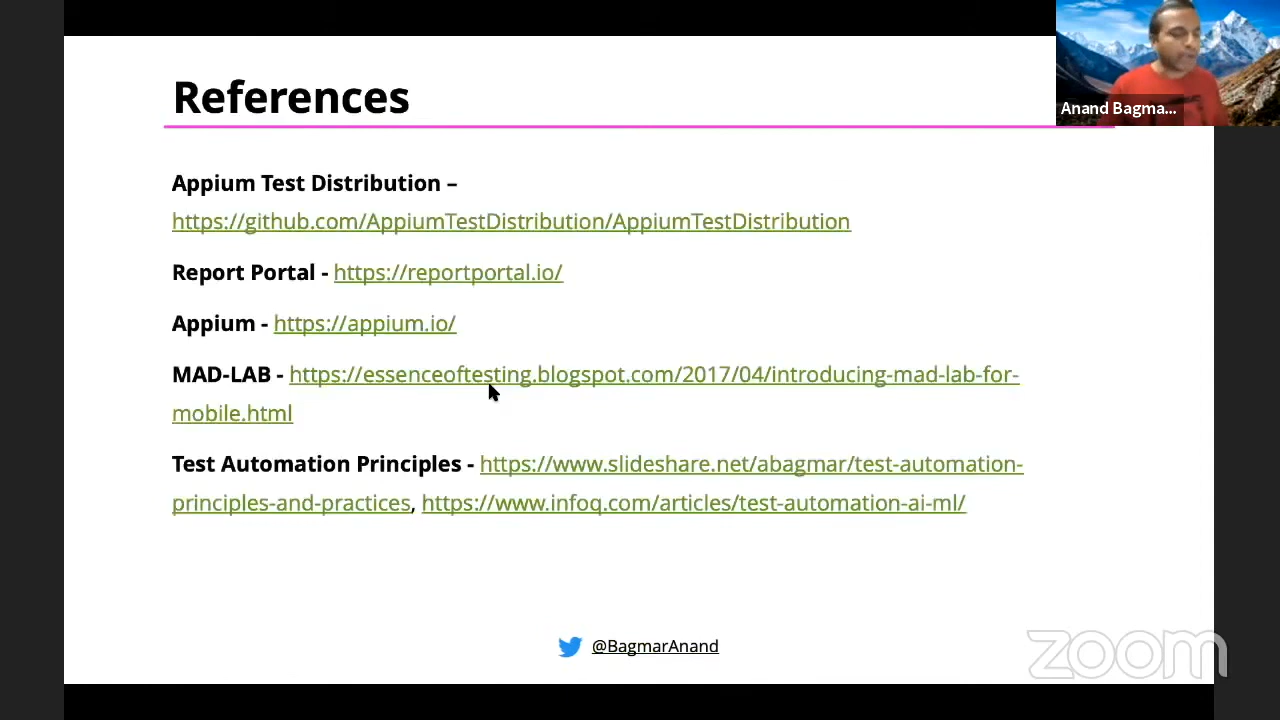 References
Anand Bagma...
Appium Test Distribution –
https://github.com/AppiumTestDistribution/AppiumTestDistribution
Report Portal - https://reportportal.io/
Appium - https://appium.io/
MAD-LAB - https://essenceoftesting.blogspot.com/2017/04/introducing-mad-lab-for-
mobile.html
Test Automation Principles - https://www.slideshare.net/abagmar/test-automation-
principles-and-practices, https://www.infoq.com/articles/test-automation-ai-ml/
@BagmarAnand
zoom